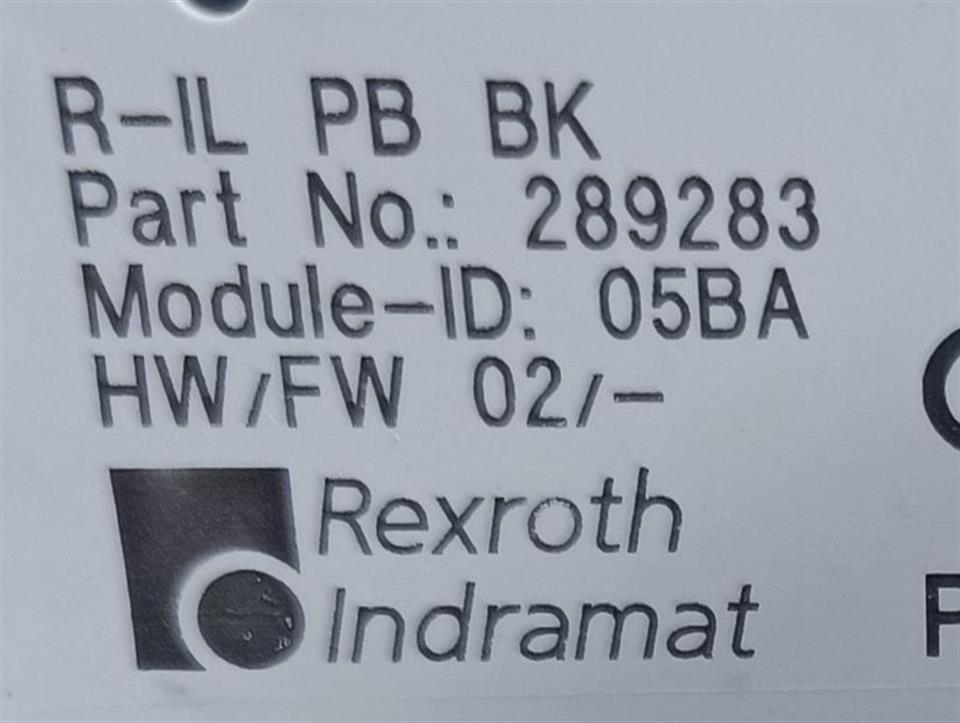 R-IL PB BK
Part No.: 289283
Module-ID: 05BA
HW/FW 02/-
Rexroth
Indramat